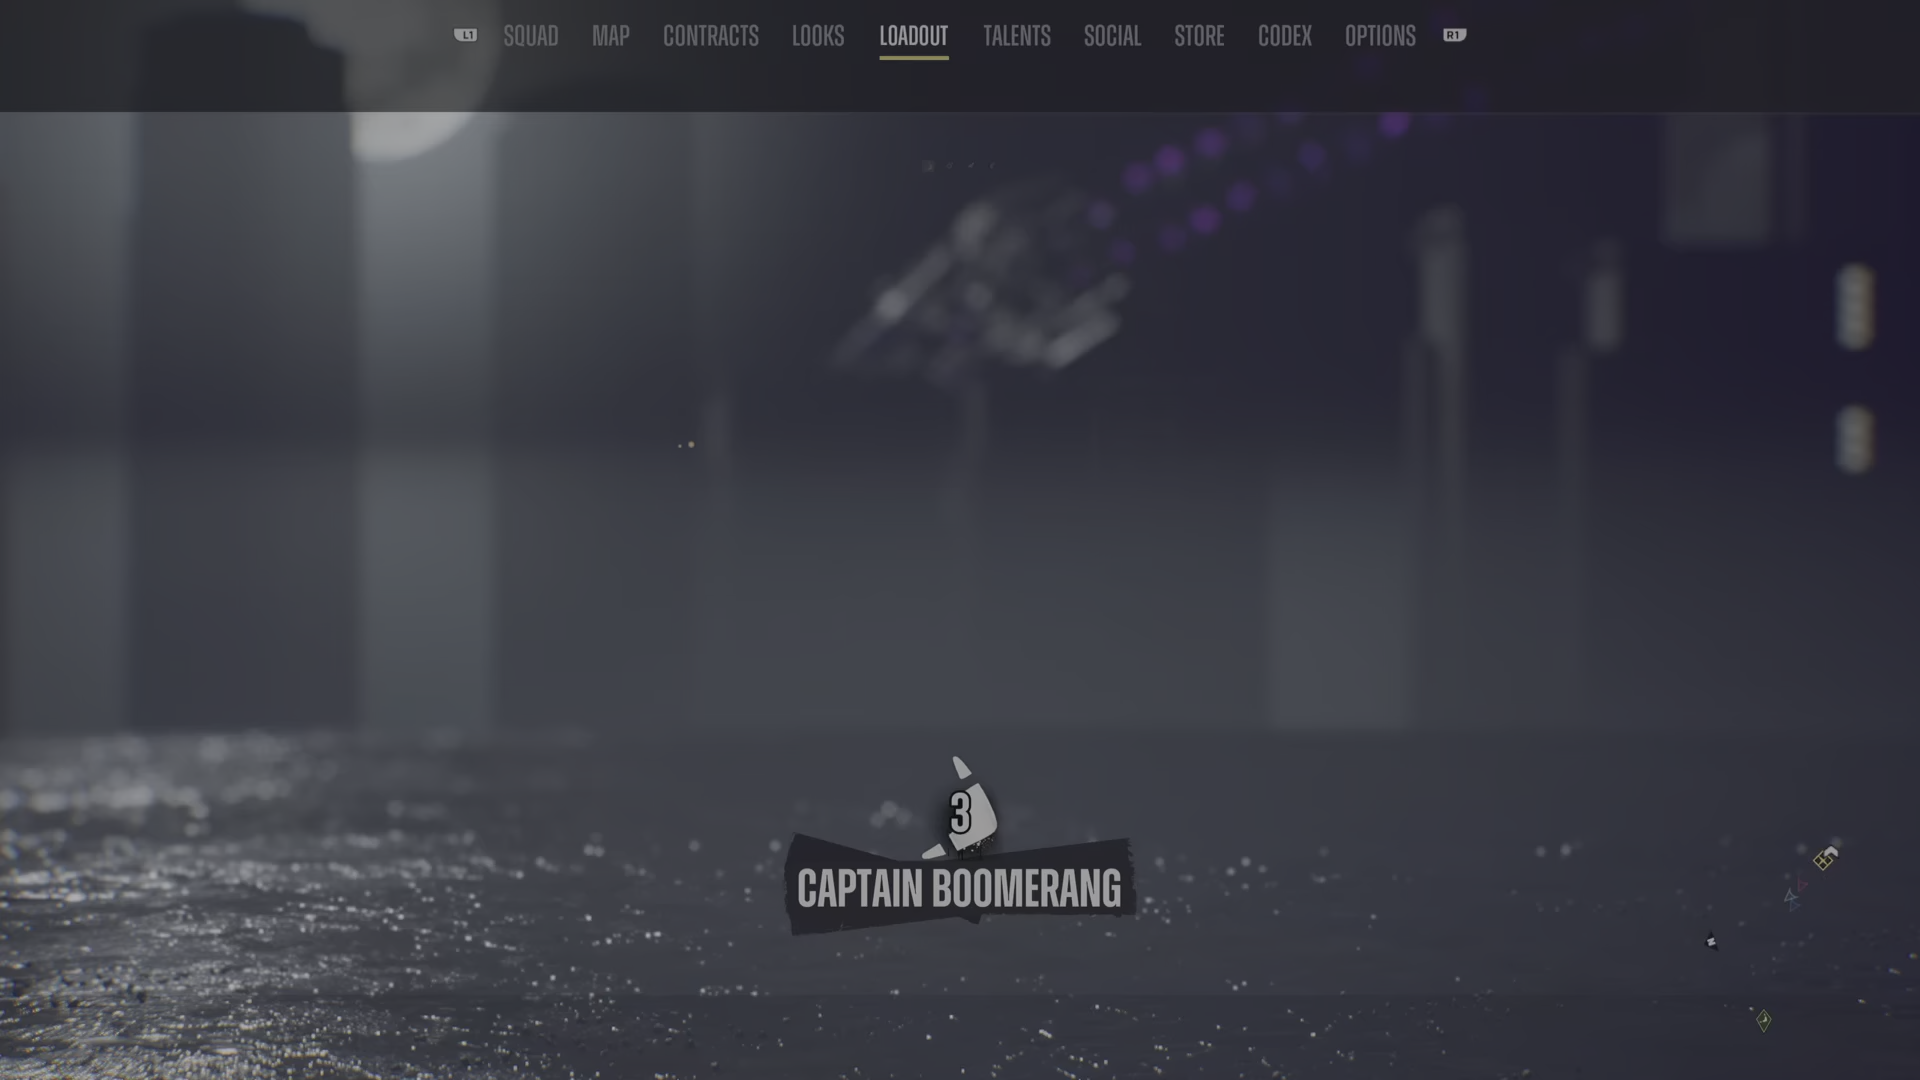 L1 SQUAD MAP CONTRACTS LOOKS LOADOUT TALENTS SOCIAL STORE CODEX OPTIONS R1
3
CAPTAIN BOOMERANG